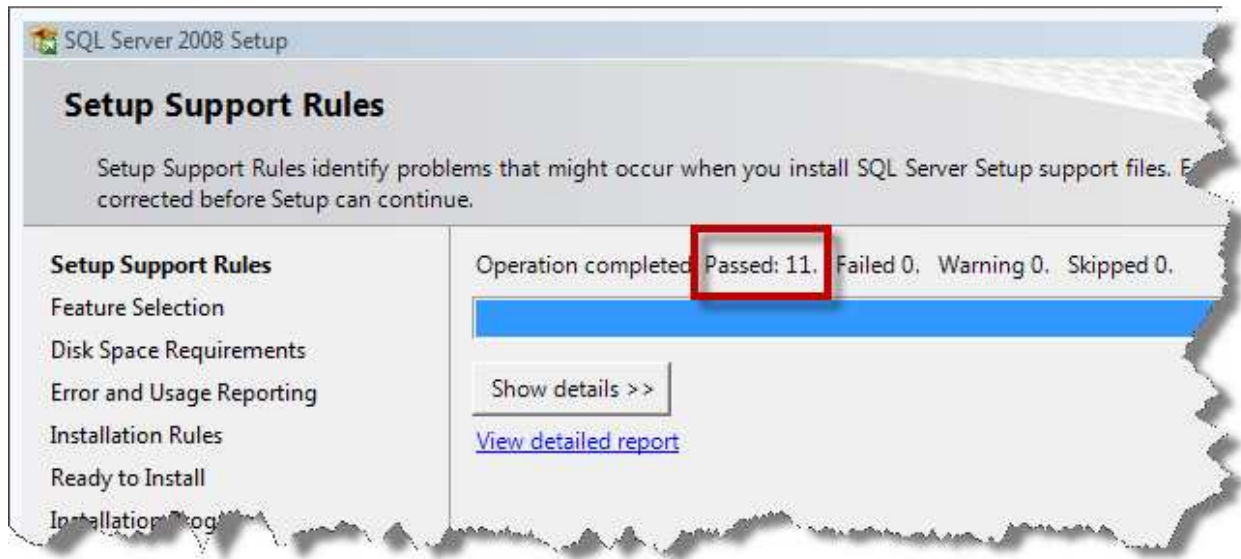 SQL Server 2008 Setup
Setup Support Rules
Setup Support Rules identify problems that might occur when you install SQL Server Setup support files.
corrected before Setup can continue.
Setup Support Rules
Feature Selection
Disk Space Requirements
Error and Usage Reporting
Installation Rules
Ready to Install
Installation
Operation completed Passed: 11. Failed 0. Warning 0. Skipped 0.
Show details >>
View detailed report